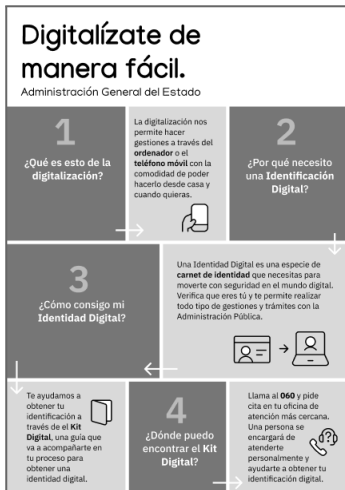 Digitalízate de
manera fácil.
Administración General del Estado
1
¿Qué es esto de la
digitalización?
La digitalización nos
permite hacer
gestiones a través del
ordenador o el
teléfono móvil con la
comodidad de poder
hacerlo desde casa y
cuando quieras.
2
¿Por qué necesito
una Identificación
Digital?
Una Identidad Digital es una especie de
carnet de identidad que necesitas para
moverte con seguridad en el mundo digital.
Verifica que eres tú y te permite realizar
todo tipo de gestiones y trámites con la
Administración Pública.
3
¿Cómo consigo mi
Identidad Digital?
Te ayudamos a
obtener tu
identificación a
través de el Kit
Digital, una guía que
va a acompañarte en
tu proceso para
obtener una
identidad digital.
4
¿Dónde puedo
encontrar el Kit
Digital?
Llama al 060 y pide
cita en tu oficina de
atención más cercana.
Una persona se
encargará de
atenderte
personalmente y
ayudarte a obtener tu
identificación digital.